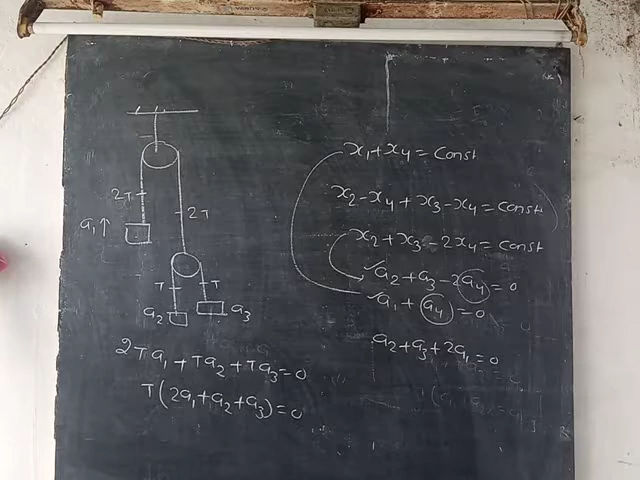 2T
2T
a₁↑
T
T
a₂
a₃
2Ta₁ + Ta₂ + Ta₃ = 0
T(2a₁+a₂+a₃) = 0
x₁+x₄ = Const
x₂-x₄ + x₃-x₄ = Const
x₂+x₃-2x₄ = Const
✓a₂+a₃-2a₄ = 0
✓a₁ + a₄ = 0
a₂+a₃+2a₁ = 0